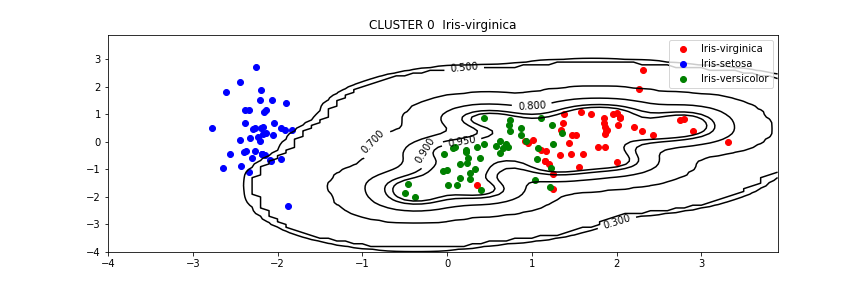 CLUSTER 0  Iris-virginica
Iris-virginica
Iris-setosa
Iris-versicolor
0.500
0.800
0.700
0.900
0.950
0.300
3
2
1
0
−1
−2
−3
−4
−4 −3 −2 −1 0 1 2 3